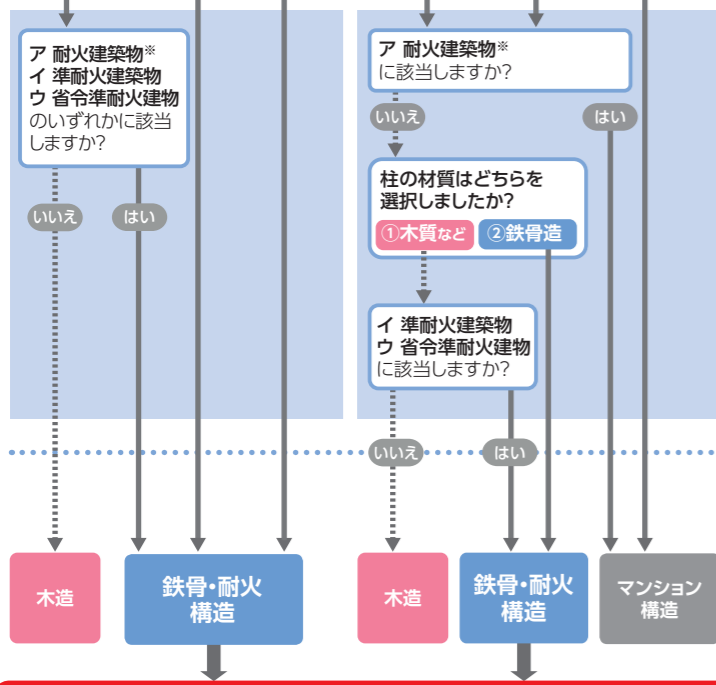 ア 耐火建築物※
イ 準耐火建築物
ウ 省令準耐火建物
のいずれかに該当
しますか?
いいえ
はい
木造
鉄骨・耐火
構造
ア 耐火建築物※
に該当しますか?
いいえ
はい
柱の材質はどちらを
選択しましたか?
①木質など
②鉄骨造
イ 準耐火建築物
ウ 省令準耐火建物
に該当しますか?
いいえ
はい
木造
鉄骨・耐火
構造
マンション
構造